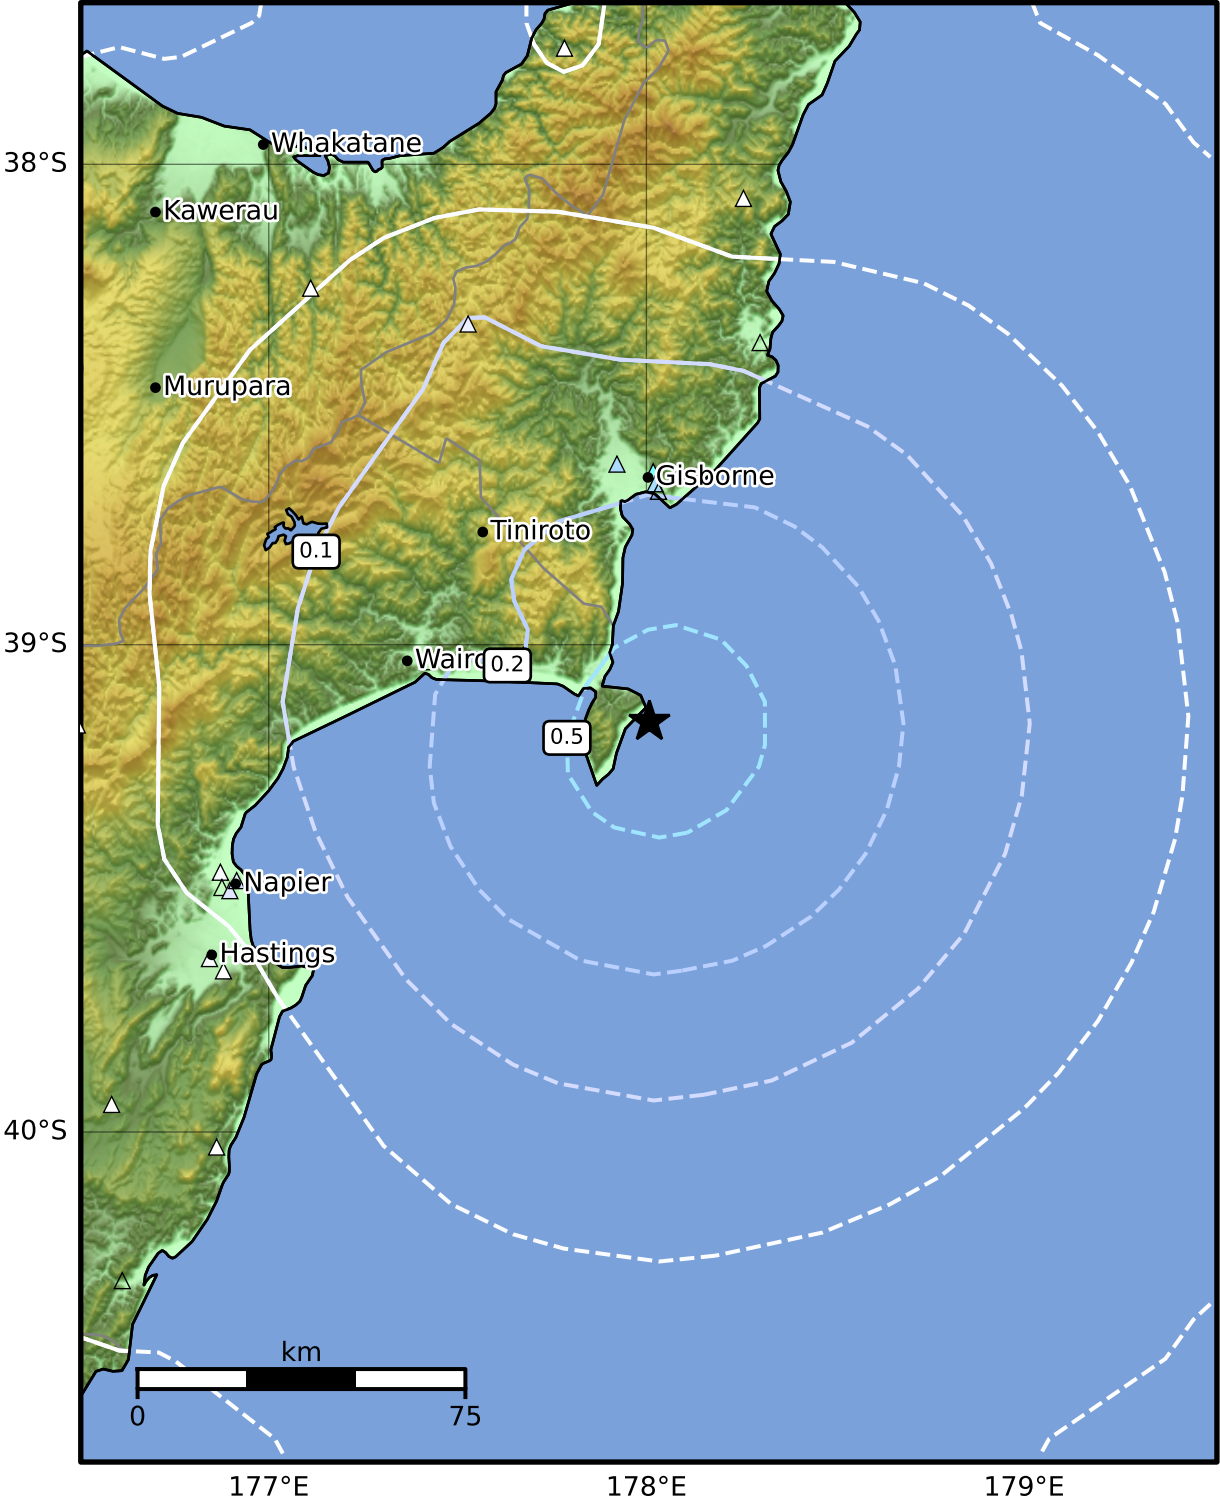 Whakatane
38°S
Kawerau
Murupara
Gisborne
Tiniroto
0.1
39°S
0.2
0.5
Napier
Hastings
40°S
km
0
75
177°E
178°E
179°E